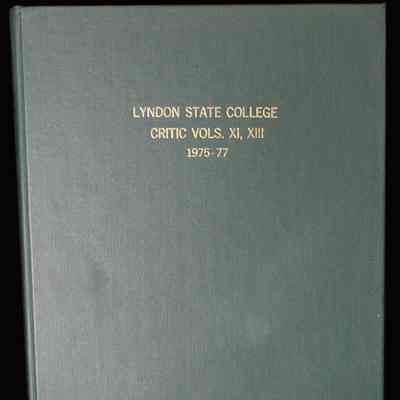 LYNDON STATE COLLEGE
CRITIC VOLS. XI, XIII
1975-77